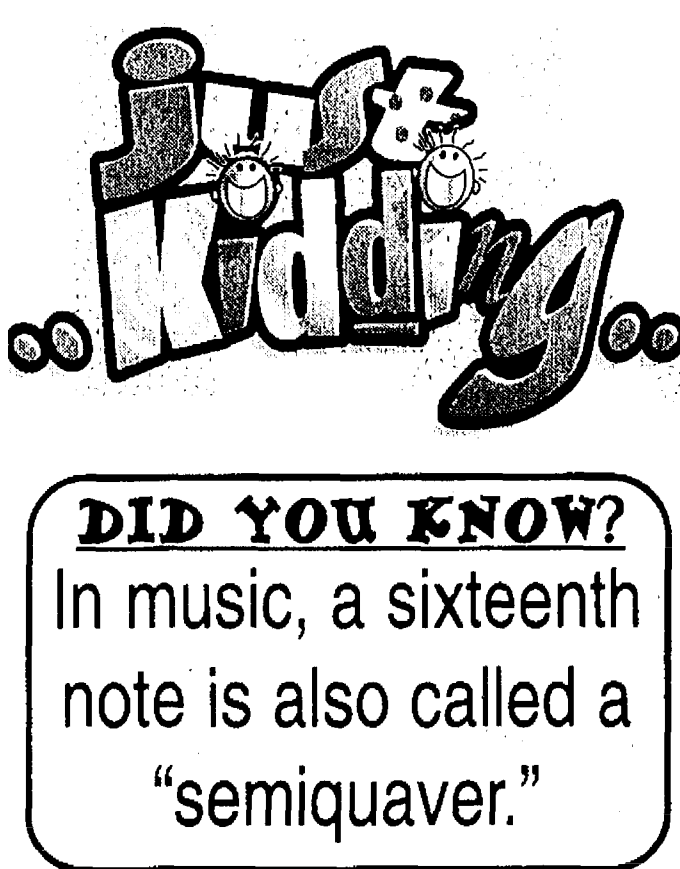 just
Kidding
DID YOU KNOW?
In music, a sixteenth
note is also called a
“semiquaver.”